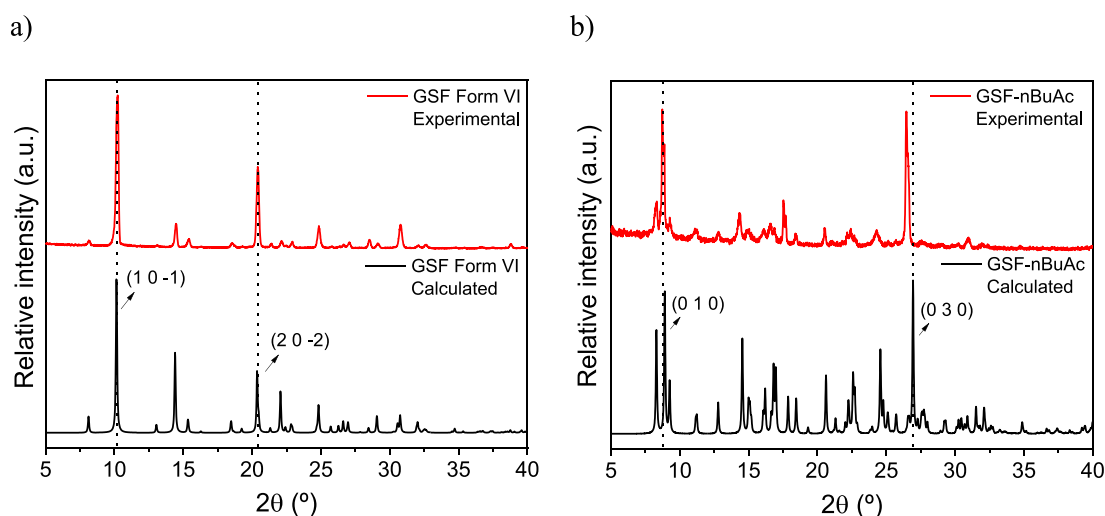 a)
GSF Form VI
Experimental
GSF Form VI
Calculated
(1 0 -1)
(2 0 -2)
Relative intensity (a.u.)
5 10 15 20 25 30 35 40
2θ (º)
b)
GSF-nBuAc
Experimental
GSF-nBuAc
Calculated
(0 1 0)
(0 3 0)
Relative intensity (a.u.)
5 10 15 20 25 30 35 40
2θ (º)